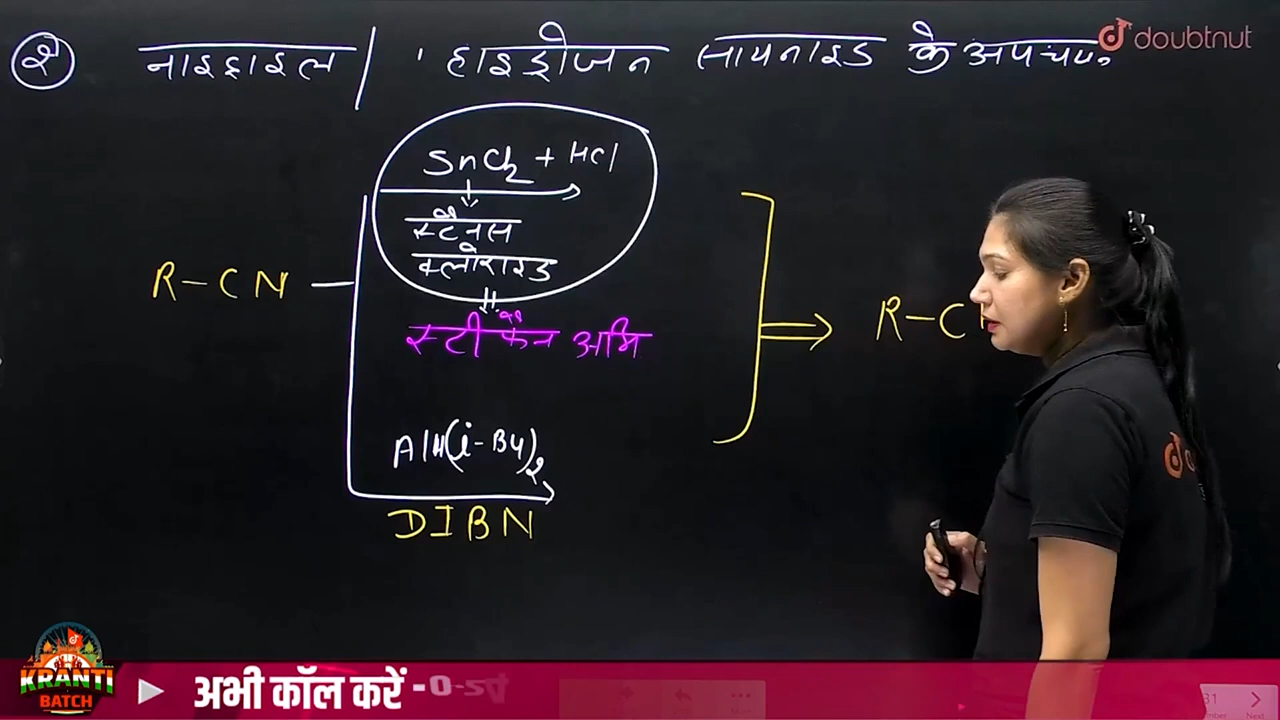 doubtnut
२ नाइट्राइल / हाइड्रोजन सायनाइड के अपचयन
SnCl2 + HCl
स्टेनस
क्लोराइड
R-CN
R-C
स्टीफेन अभि
AlH(i-Bu)2
DIBN
KRANTI
BATCH
अभी कॉल करें -